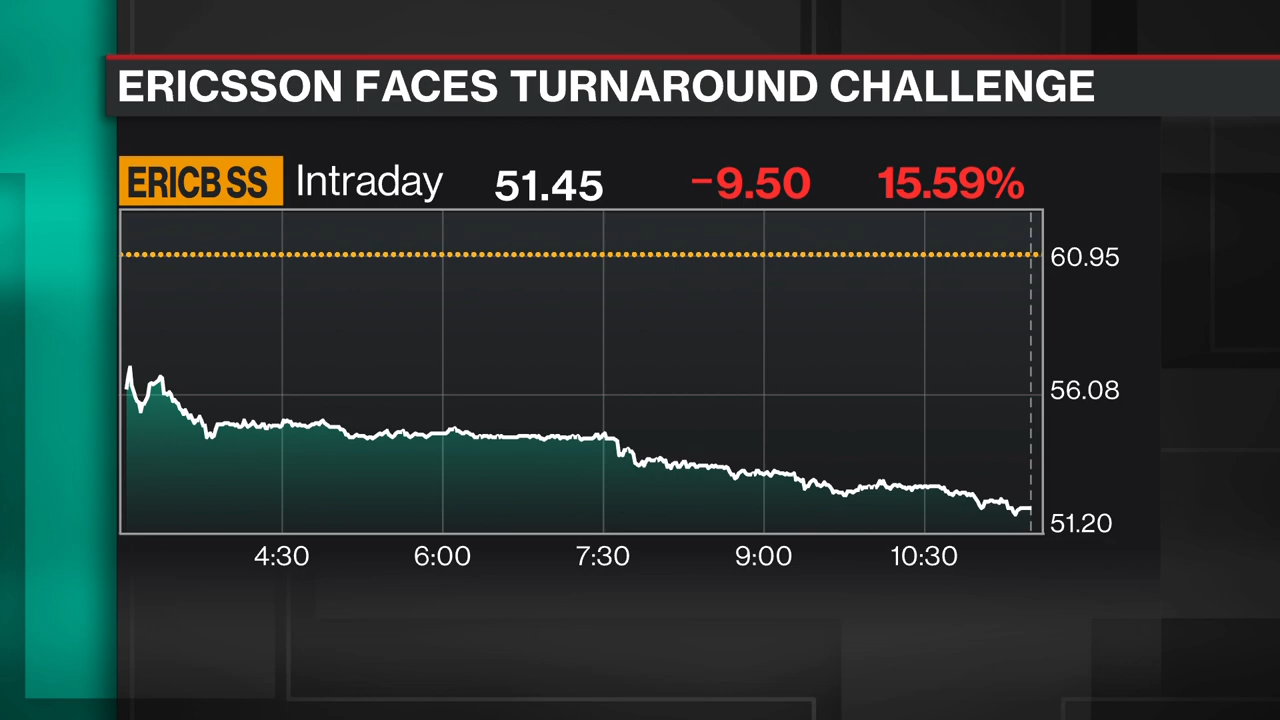 ERICSSON FACES TURNAROUND CHALLENGE
ERICB SS Intraday 51.45 -9.50 15.59%
60.95
56.08
51.20
4:30 6:00 7:30 9:00 10:30